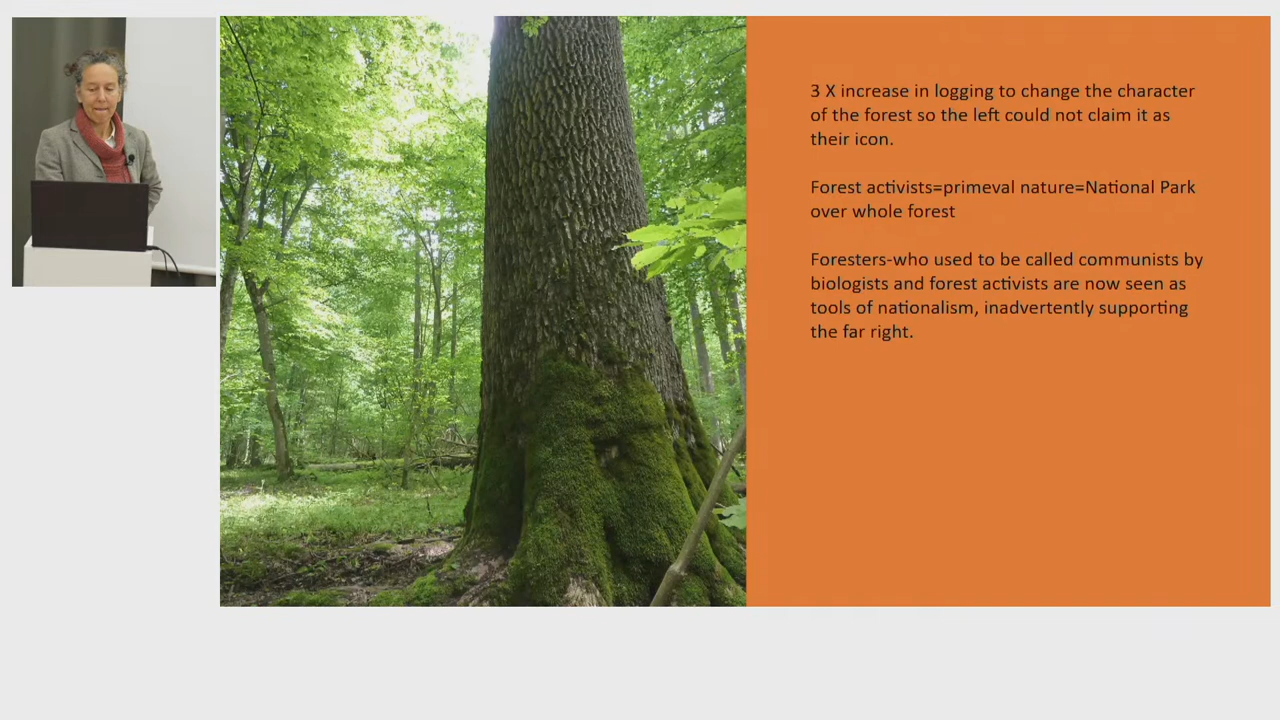 3 X increase in logging to change the character
of the forest so the left could not claim it as
their icon.
Forest activists=primeval nature=National Park
over whole forest
Foresters-who used to be called communists by
biologists and forest activists are now seen as
tools of nationalism, inadvertently supporting
the far right.